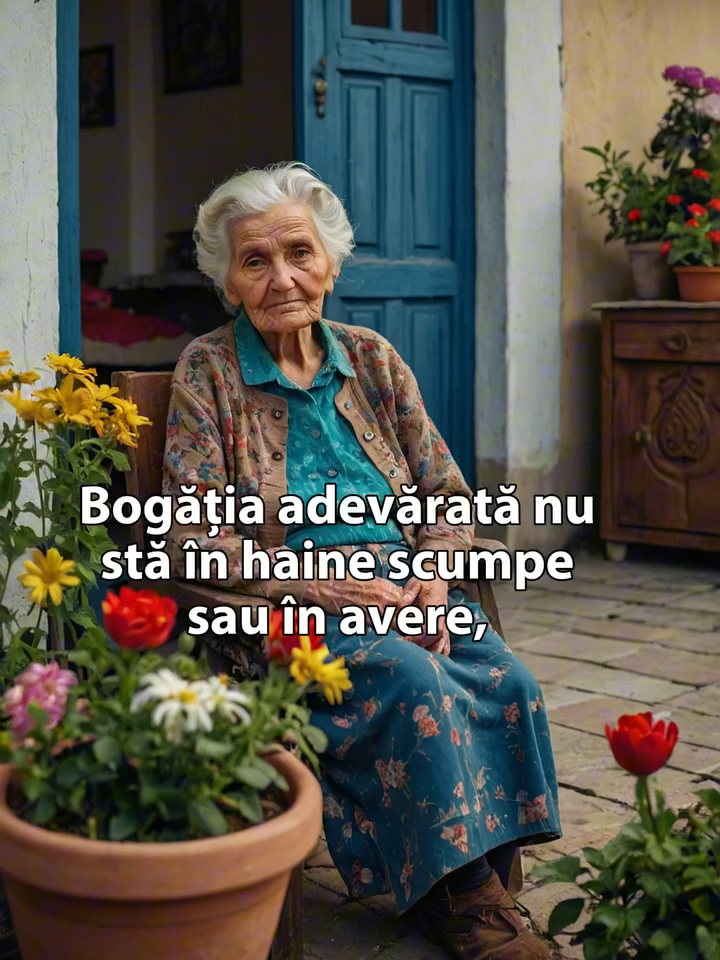 Bogăția adevărată nu
stă în haine scumpe
sau în avere,